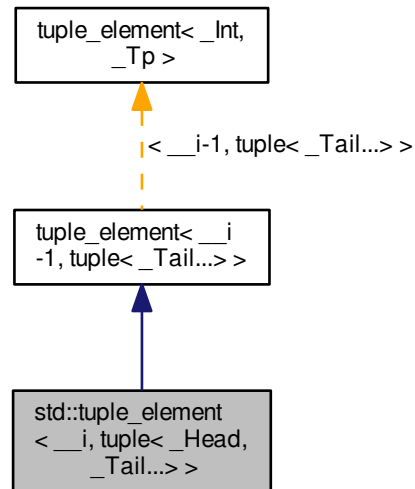 tuple_element< _Int,
_Tp >
< __i-1, tuple< _Tail...> >
tuple_element< __i
-1, tuple< _Tail...> >
std::tuple_element
< __i, tuple< _Head,
_Tail...> >